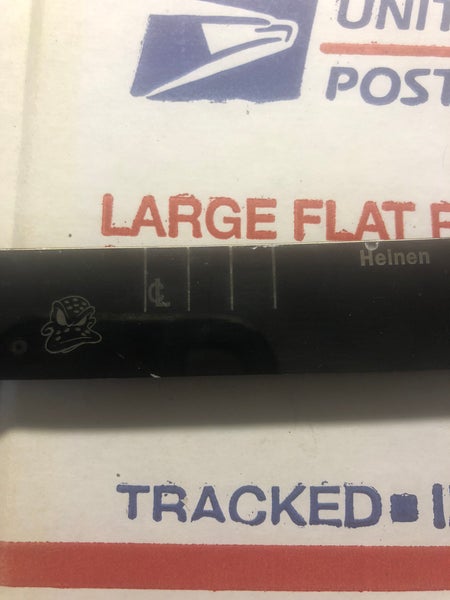 UNIT
POST
LARGE FLAT R
Heinen
℄
TRACKED ■ I